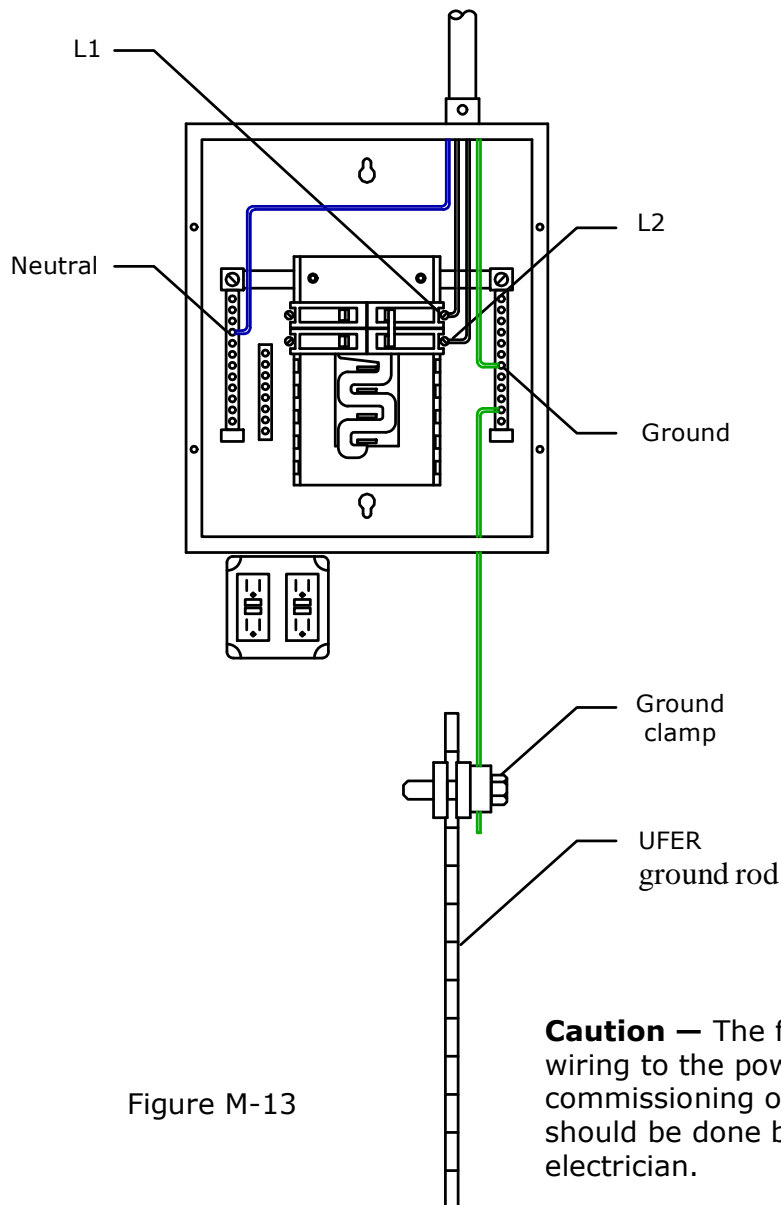 L1
L2
Neutral
Ground
Ground
clamp
UFER
ground rod
Caution — The
wiring to the
commissioning
should be done
electrician.
Figure M-13